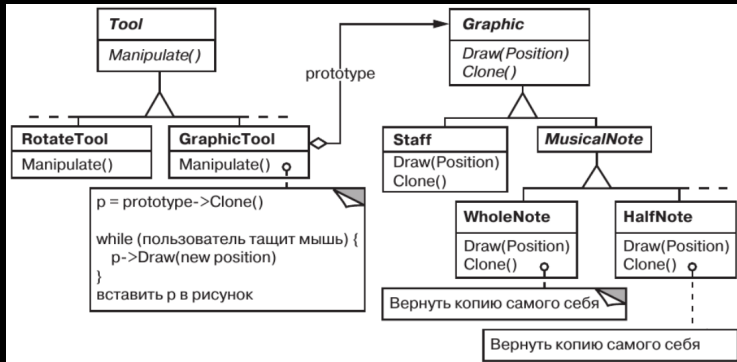 Tool
Manipulate()
prototype
Graphic
Draw(Position)
Clone()
RotateTool
Manipulate()
GraphicTool
Manipulate()
Staff
Draw(Position)
Clone()
MusicalNote
p = prototype->Clone()
while (пользователь тащит мышь) {
p->Draw(new position)
}
вставить p в рисунок
WholeNote
Draw(Position)
Clone()
HalfNote
Draw(Position)
Clone()
Вернуть копию самого себя
Вернуть копию самого себя